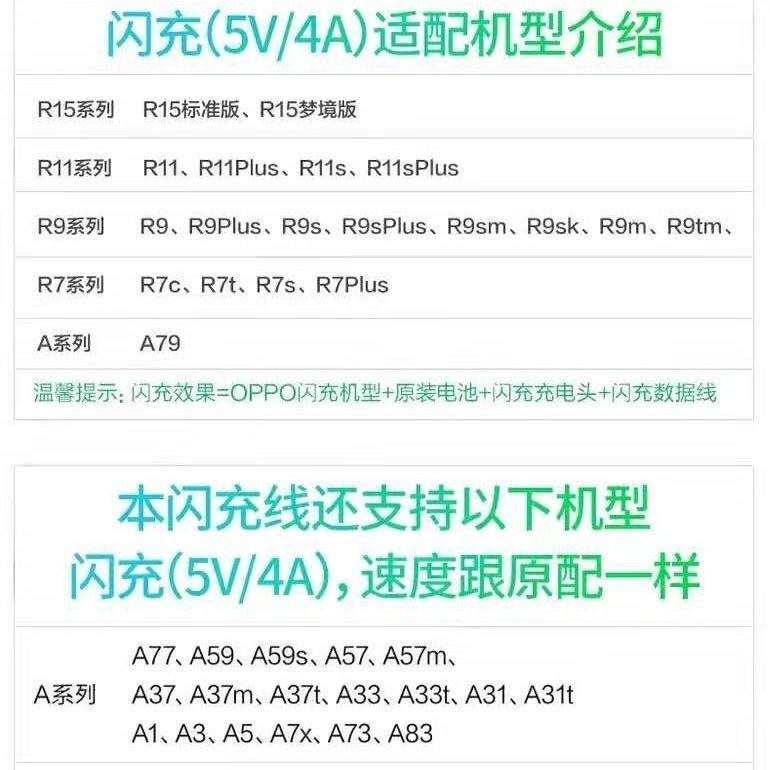 闪充(5V/4A)适配机型介绍
R15系列 R15标准版、R15梦境版
R11系列 R11、R11Plus、R11s、R11sPlus
R9系列 R9、R9Plus、R9s、R9sPlus、R9sm、R9sk、R9m、R9tm、
R7系列 R7c、R7t、R7s、R7Plus
A系列 A79
温馨提示: 闪充效果=OPPO闪充机型+原装电池+闪充充电头+闪充数据线
本闪充线还支持以下机型
闪充(5V/4A), 速度跟原配一样
A77、A59、A59s、A57、A57m、
A系列 A37、A37m、A37t、A33、A33t、A31、A31t
A1、A3、A5、A7x、A73、A83